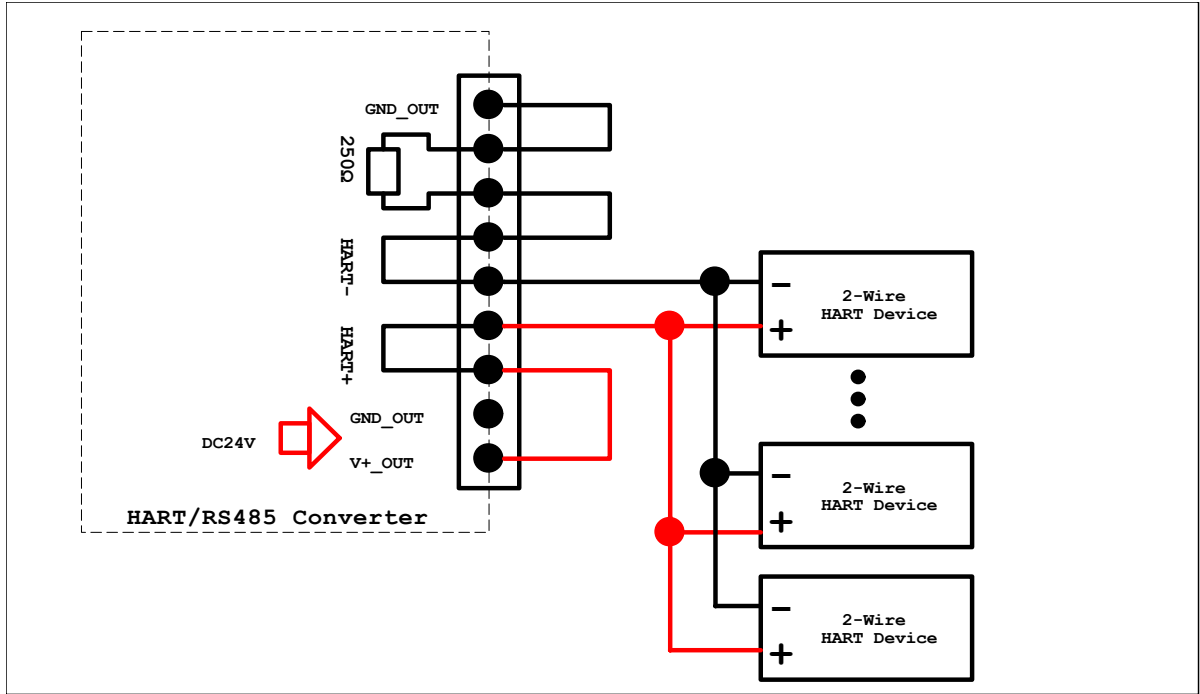 GND_OUT
250Ω
HART-
HART+
GND_OUT
DC24V
V+_OUT
HART/RS485 Converter
−
2-Wire
HART Device
+
−
2-Wire
HART Device
+
−
2-Wire
HART Device
+